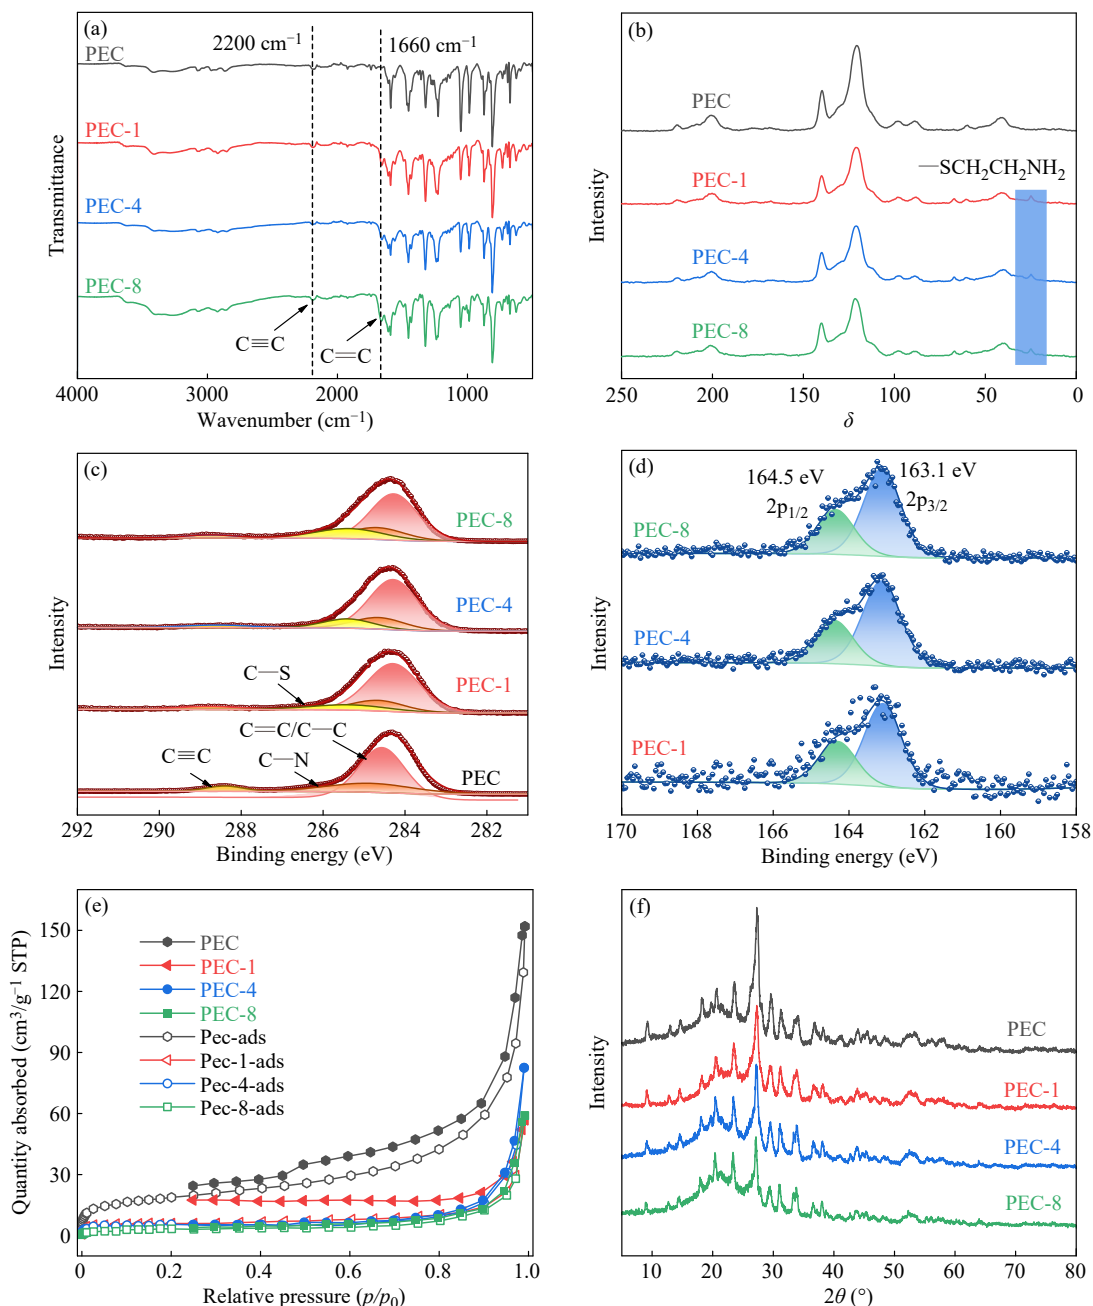 (a)
2200 cm⁻¹
1660 cm⁻¹
PEC
PEC-1
PEC-4
PEC-8
C≡C
C=C
Transmittance
4000
3000
2000
1000
Wavenumber (cm⁻¹)
(b)
PEC
PEC-1
—SCH₂CH₂NH₂
PEC-4
PEC-8
Intensity
250
200
150
100
50
0
δ
(c)
PEC-8
PEC-4
C—S
PEC-1
C=C/C—C
C≡C
C—N
PEC
Intensity
292
290
288
286
284
282
Binding energy (eV)
(d)
164.5 eV
2p₁/₂
163.1 eV
2p₃/₂
PEC-8
PEC-4
PEC-1
Intensity
170
168
166
164
162
160
158
Binding energy (eV)
(e)
PEC
PEC-1
PEC-4
PEC-8
Pec-ads
Pec-1-ads
Pec-4-ads
Pec-8-ads
Quantity absorbed (cm³/g⁻¹ STP)
150
120
90
60
30
0
0
0.2
0.4
0.6
0.8
1.0
Relative pressure (p/p₀)
(f)
PEC
PEC-1
PEC-4
PEC-8
Intensity
10
20
30
40
50
60
70
80
2θ (°)